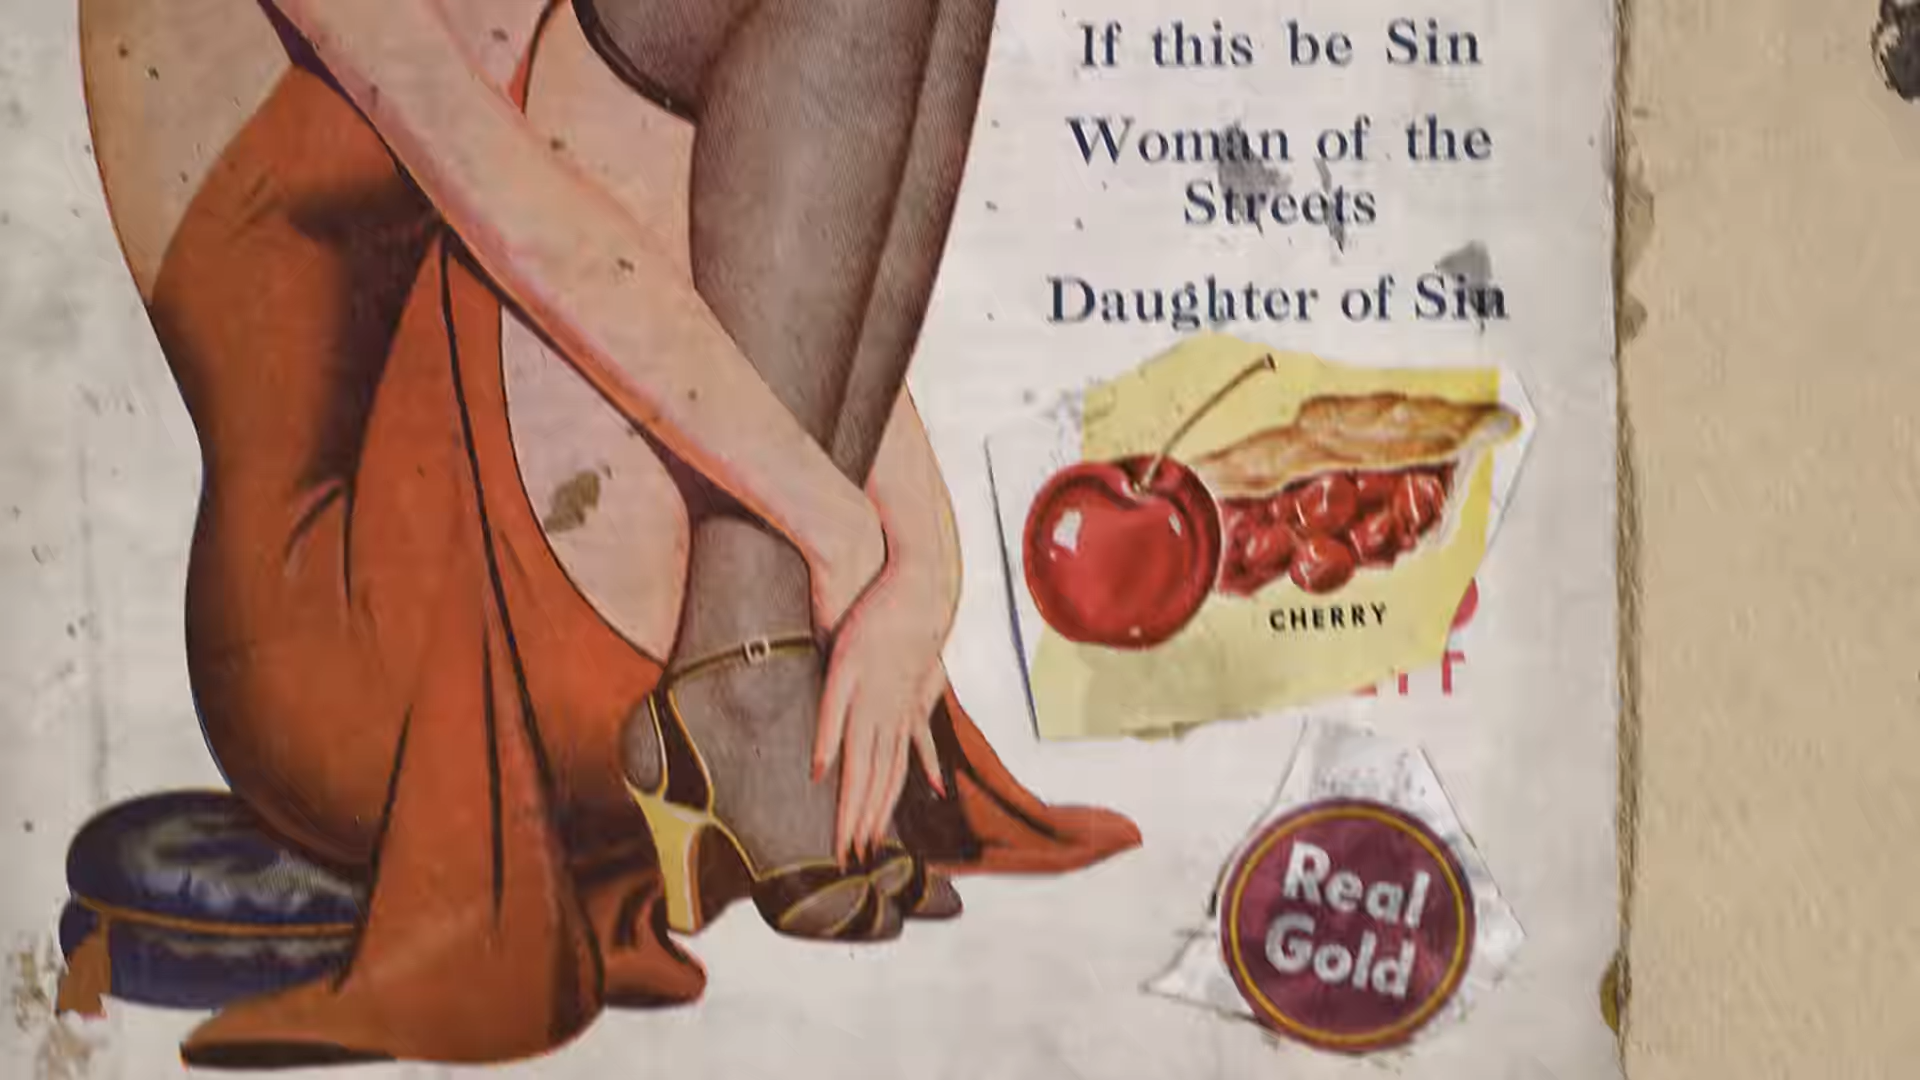 If this be Sin
Woman of the
Streets
Daughter of Sin
CHERRY
Real
Gold